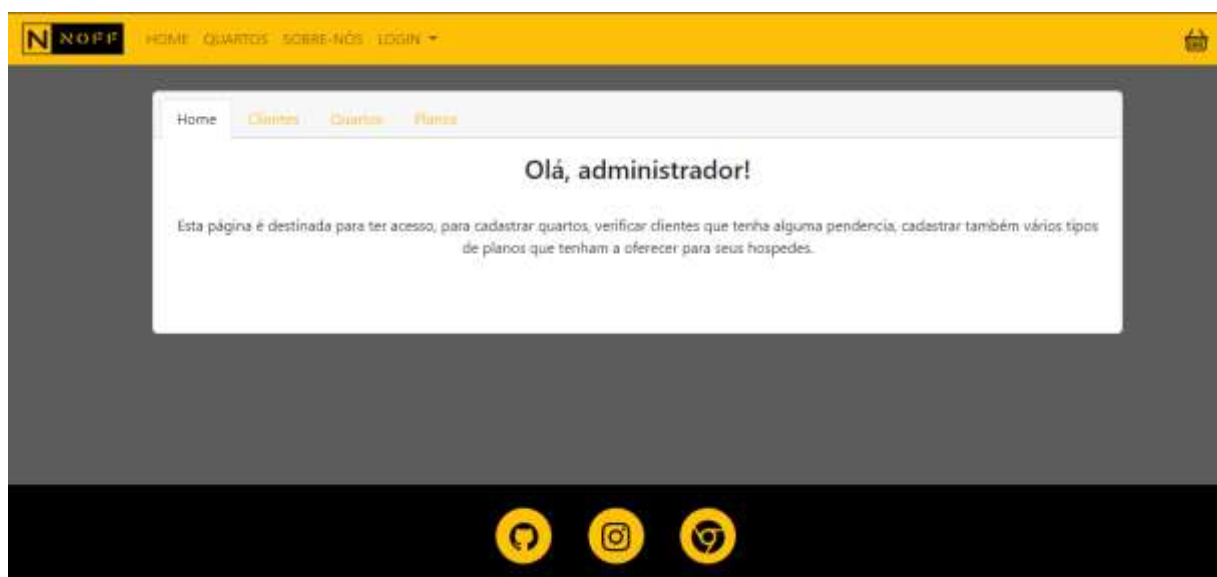 N NOFF
HOME QUARTOS SOBRE-NÓS LOGIN
Home Clientes Quartos Planos
Olá, administrador!
Esta página é destinada para ter acesso, para cadastrar quartos, verificar clientes que tenha alguma pendencia, cadastrar também vários tipos
de planos que tenham a oferecer para seus hospedes.